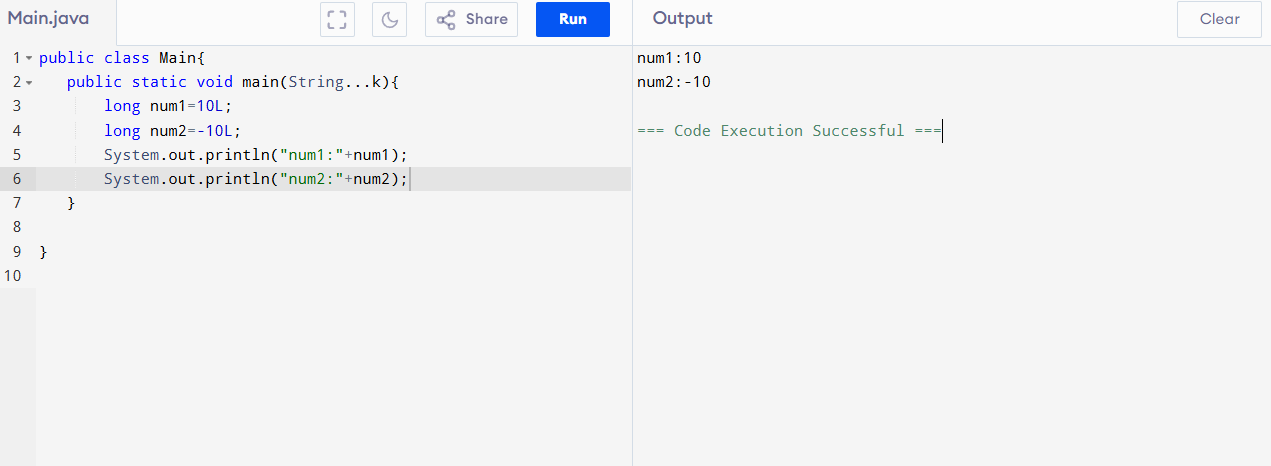 Main.java
Share
Run
Output
Clear
1 public class Main{
2 public static void main(String...k){
3 long num1=10L;
4 long num2=-10L;
5 System.out.println("num1:"+num1);
6 System.out.println("num2:"+num2);
7 }
8
9 }
10
num1:10
num2:-10
=== Code Execution Successful ===